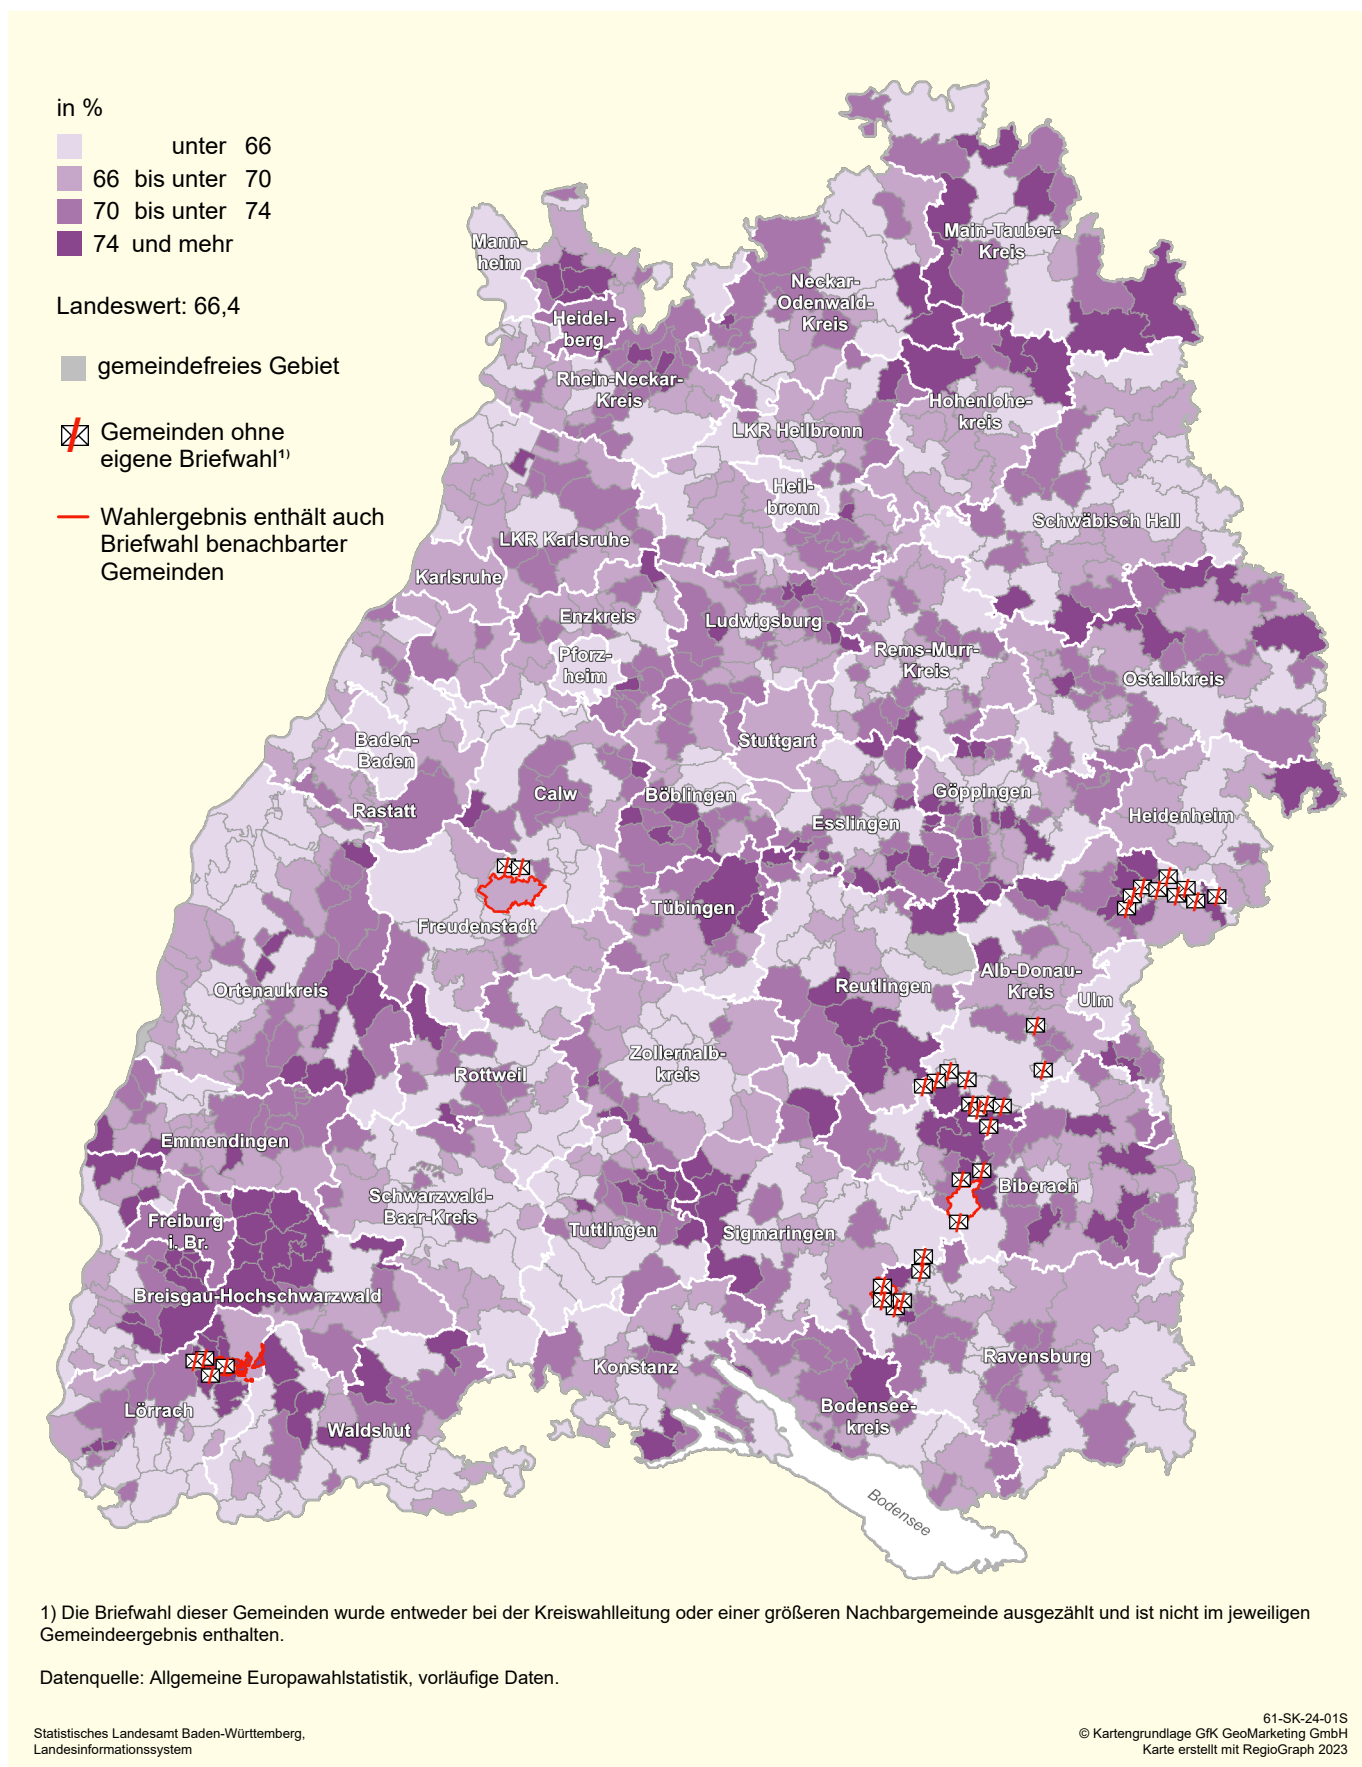 in %
unter 66
66 bis unter 70
70 bis unter 74
74 und mehr
Landeswert: 66,4
gemeindefreies Gebiet
Gemeinden ohne
eigene Briefwahl¹⁾
Wahlergebnis enthält auch
Briefwahl benachbarter
Gemeinden
Mann-
heim
Main-Tauber-
Kreis
Neckar-
Odenwald-
Kreis
Heidel-
berg
Rhein-Neckar-
Kreis
Hohenlohe-
kreis
LKR Heilbronn
Heil-
bronn
Schwäbisch Hall
LKR Karlsruhe
Karlsruhe
Enzkreis
Ludwigsburg
Pforz-
heim
Rems-Murr-
Kreis
Ostalbkreis
Baden-
Baden
Stuttgart
Rastatt
Calw
Böblingen
Esslingen
Göppingen
Heidenheim
Tübingen
Freudenstadt
Ortenaukreis
Reutlingen
Alb-Donau-
Kreis
Ulm
Zollernalb-
kreis
Rottweil
Emmendingen
Schwarzwald-
Baar-Kreis
Biberach
Freiburg
i. Br.
Tuttlingen
Sigmaringen
Breisgau-Hochschwarzwald
Konstanz
Ravensburg
Lörrach
Waldshut
Bodensee-
kreis
Bodensee
1) Die Briefwahl dieser Gemeinden wurde entweder bei der Kreiswahlleitung oder einer größeren Nachbargemeinde ausgezählt und ist nicht im jeweiligen
Gemeindeergebnis enthalten.
Datenquelle: Allgemeine Europawahlstatistik, vorläufige Daten.
Statistisches Landesamt Baden-Württemberg,
Landesinformationssystem
61-SK-24-01S
© Kartengrundlage GfK GeoMarketing GmbH
Karte erstellt mit RegioGraph 2023